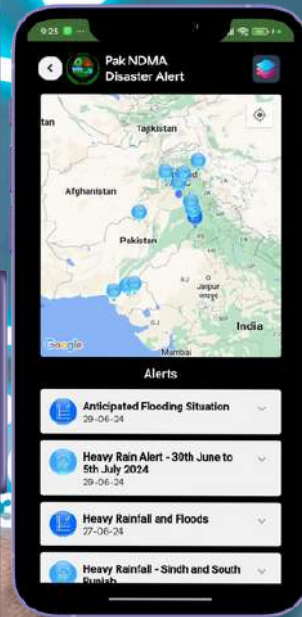 925
Pak NDMA
Disaster Alert
Tajikistan
Afghanistan
Pakistan
Jaipur
जयपुर
India
Google
Mumbai
Alerts
Anticipated Flooding Situation
29-06-24
Heavy Rain Alert - 30th June to
5th July 2024
29-06-24
Heavy Rainfall and Floods
27-06-24
Heavy Rainfall - Sindh and South
Punjab